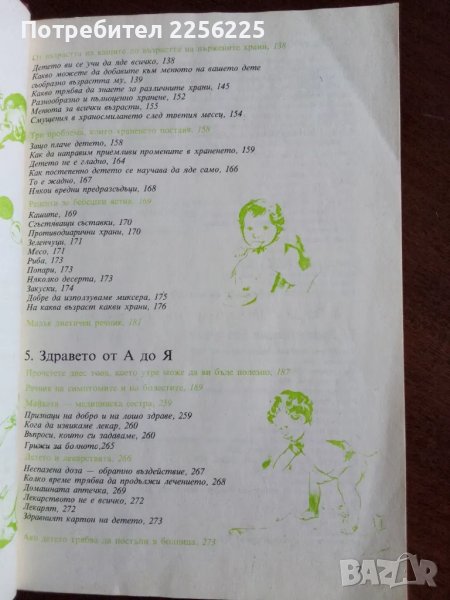 Потребител 2256225
От възрастта на кашите до възрастта на нарязаните храни, 138
Детето ви се учи да яде всичко, 138
Какво можете да добавите към менюто на вашето дете
съобразно възрастта му, 139
Какво трябва да знаете за различните храни, 145
Разнообразно и пълноценно хранене, 152
Менюта за всички възрасти, 155
Смущения в храносмилането след третия месец, 154
Три проблема, които храненето поставя, 158
Защо плаче детето, 158
Как да направим приемливи промените в храненето, 159
Детето не е гладно, 164
Как постепенно детето се научава да яде само, 166
То е жадно, 167
Някои вредни предразсъдъци, 168
Рецепти за бебешки ястия, 169
Кашите, 169
Сгъстяващи съставки, 170
Противодиарични храни, 170
Зеленчуци, 171
Месо, 171
Риба, 173
Попари, 173
Няколко десерта, 173
Закуски, 174
Добре да използуваме миксера, 175
На каква възраст какви храни, 176
Малък диетичен речник, 181
5. Здравето от А до Я
Прочетете днес това, което утре може да ви бъде полезно, 187
Речник на симптомите и на болестите, 169
Майката — медицинска сестра, 259
Признаци на добро и на лошо здраве, 259
Кога да извикаме лекар, 260
Въпроси, които си задаваме, 260
Грижи за болното, 265
Детето и лекарствата, 266
Неспазена доза — обратно въздействие, 267
Колко време трябва да продължи лечението, 268
Домашната аптечка, 269
Лекарството не е всичко, 272
Лекарят, 272
Здравният картон на детето, 273
Ако детето трябва да постъпи в болница, 273
BAZAR